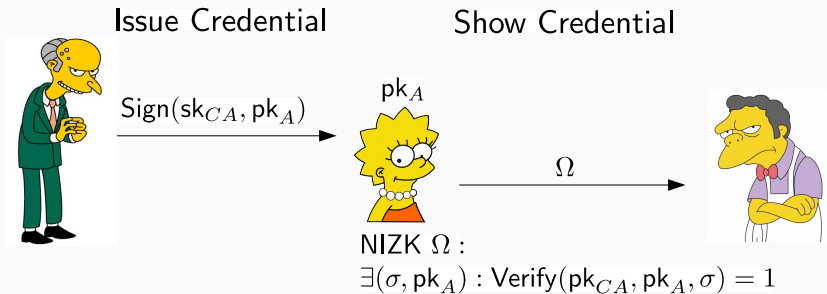 Issue Credential
Show Credential
Sign(sk_{CA}, pk_A)
pk_A
Ω
NIZK Ω :
∃(σ, pk_A) : Verify(pk_{CA}, pk_A, σ) = 1